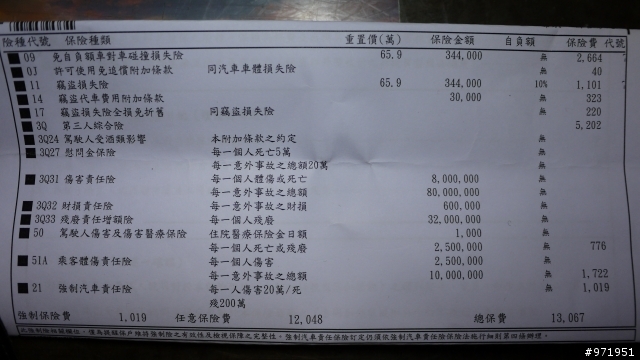 險種代號 保險種類 重置價(萬) 保險金額 自負額 保險費 代號
09 免自負額車對車碰撞損失險 65.9 344,000 無 2,664
0J 許可使用免追償附加條款 同汽車車體損失險 無 40
11 竊盜損失險 65.9 344,000 10% 1,101
14 竊盜代車費用附加條款 30,000 無 323
17 竊盜損失險全損免折舊 同竊盜損失險 無 220
3Q 第三人綜合險 5,202
3Q24 駕駛人受酒類影響 本附加條款之約定 無
3Q27 慰問金保險 每一個人死亡5萬 無
每一意外事故之總額20萬
3Q31 傷害責任險 每一個人體傷或死亡 8,000,000 無
每一意外事故之總額 80,000,000 無
3Q32 財損責任險 每一意外事故之財損 600,000 無
3Q33 殘廢責任增額險 每一個人殘廢 32,000,000 無
50 駕駛人傷害及傷害醫療保險 住院醫療保險金日額 1,000 無
每一個人死亡或殘廢 2,500,000 776
51A 乘客體傷責任險 每一個人傷害 2,500,000 無
每一意外事故之總額 10,000,000 無 1,722
21 強制汽車責任險 每一人傷害20萬/死 無 1,019
殘200萬
強制保險費 1,019 任意保險費 12,048 總保費 13,067
#971951